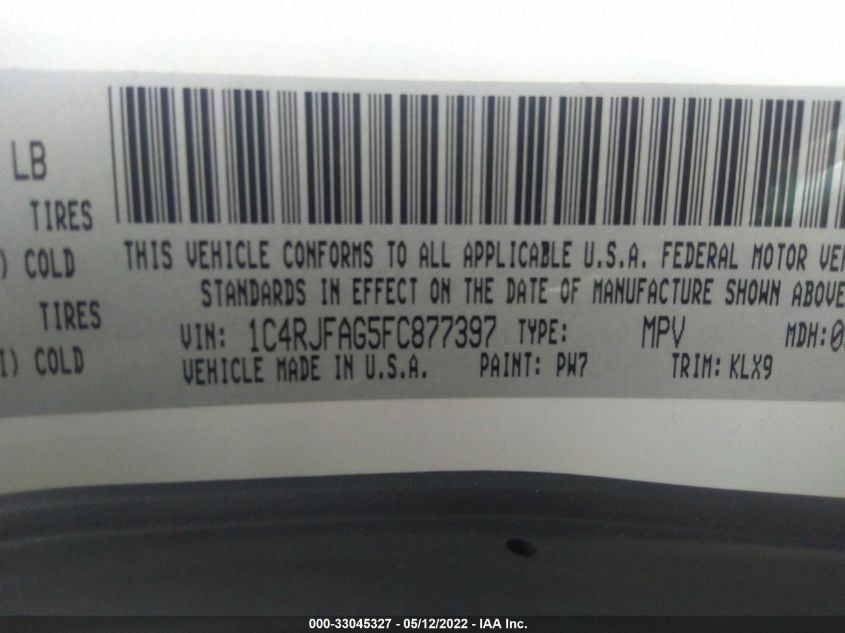 LB
TIRES
) COLD
TIRES
I) COLD
THIS VEHICLE CONFORMS TO ALL APPLICABLE U.S.A. FEDERAL MOTOR VEH
STANDARDS IN EFFECT ON THE DATE OF MANUFACTURE SHOWN ABOVE
VIN: 1C4RJFAG5FC877397 TYPE: MPV MDH:0
VEHICLE MADE IN U.S.A. PAINT: PW7 TRIM: KLX9
000-33045327 - 05/12/2022 - IAA Inc.